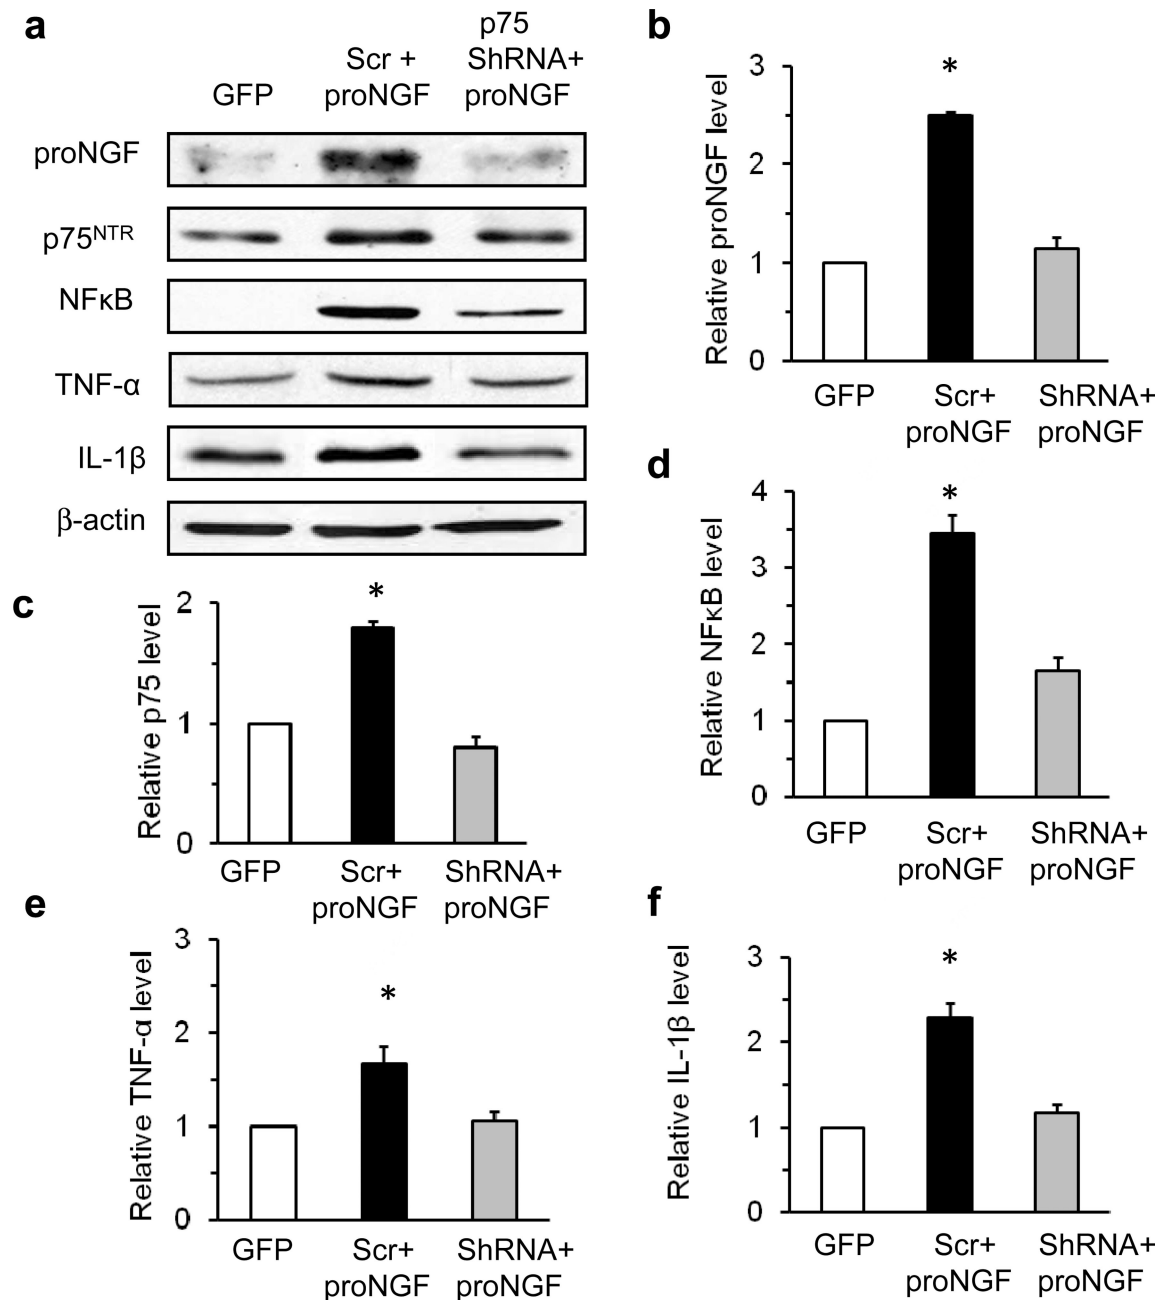 a
GFP
Scr +
proNGF
p75
ShRNA+
proNGF
proNGF
p75NTR
NFκB
TNF-α
IL-1β
β-actin
b
Relative proNGF level
3
2
1
0
*
GFP
Scr+
proNGF
ShRNA+
proNGF
c
Relative p75 level
2
1
0
*
GFP
Scr+
proNGF
ShRNA+
proNGF
d
Relative NFκB level
4
3
2
1
0
*
GFP
Scr+
proNGF
ShRNA+
proNGF
e
Relative TNF-α level
3
2
1
0
*
GFP
Scr+
proNGF
ShRNA+
proNGF
f
Relative IL-1β level
3
2
1
0
*
GFP
Scr+
proNGF
ShRNA+
proNGF